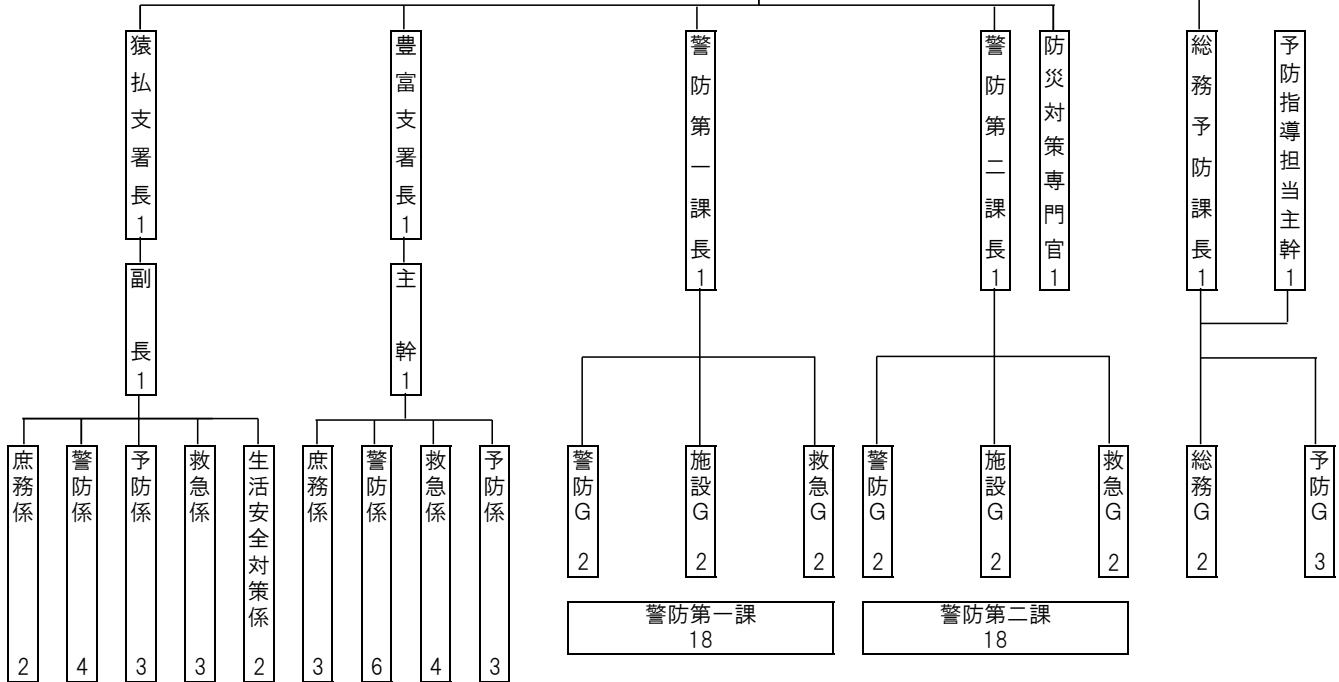 猿払支署長1
豊富支署長1
警防第一課長1
警防第二課長1
防災対策専門官1
総務予防課長1
予防指導担当主幹1
副長1
主幹1
庶務係2
警防係4
予防係3
救急係3
生活安全対策係2
庶務係3
警防係6
救急係4
予防係3
警防G2
施設G2
救急G2
警防G2
施設G2
救急G2
総務G2
予防G3
警防第一課
18
警防第二課
18